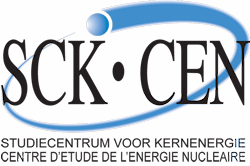 SCK•CEN
STUDIECENTRUM VOOR KERNENERGIE
CENTRE D'ETUDE DE L'ENERGIE NUCLEAIRE